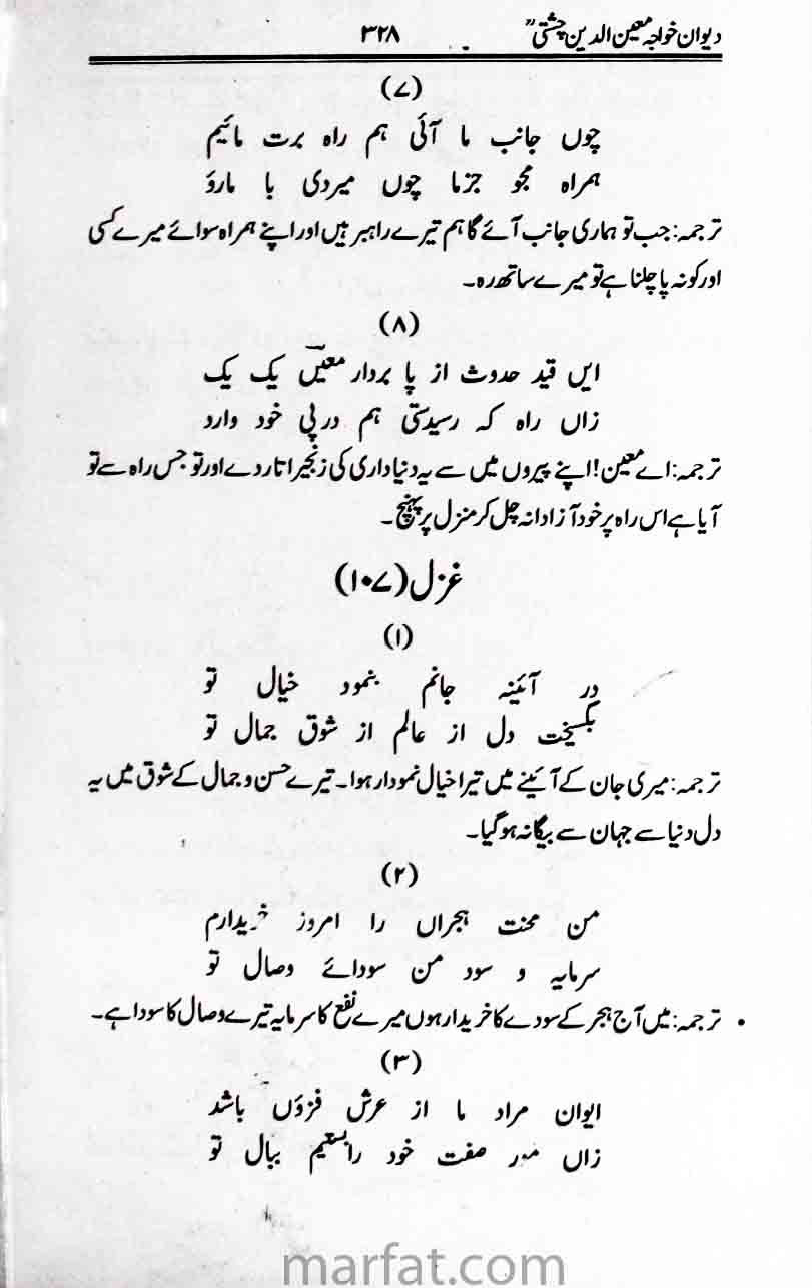 دیوان خواجہ معین الدین چشتیؒ ۳۲۸
(۷)
چوں جانب ما آئی ہم راہ برت مائیم
ہمراہ مجو جزما چوں میردی با مارؤ
ترجمہ: جب تو ہماری جانب آئے گا ہم تیرے راہبر ہیں اور اپنے ہمراہ سوائے میرے کسی
اور کو نہ پا چلنا ہے تو میرے ساتھ رہ۔
(۸)
ایں قید حدوث از پا بردار معیںؔ یک یک
زاں راہ کہ رسیدستی ہم درپی خود وارد
ترجمہ: اے معین! اپنے پیروں میں سے یہ دنیا داری کی زنجیر اتار دے اور تو جس راہ سے تو
آیا ہے اس راہ پر خود آزادانہ چل کر منزل پر پہنچ۔
غزل (۱۰۷)
(۱)
در آئینہ جانم بنمود خیال تو
بگسیخت دل از عالم از شوق جمال تو
ترجمہ: میری جان کے آئینے میں تیرا خیال نمودار ہوا۔ تیرے حسن و جمال کے شوق میں یہ
دل دنیا سے جہان سے بیگانہ ہو گیا۔
(۲)
من محنت ہجراں را امروز خریدارم
سرمایہ و سود من سودائے وصال تو
ترجمہ: میں آج ہجر کے سودے کا خریدار ہوں میرے نفع کا سرمایہ تیرے وصال کا سودا ہے۔
(۳)
ایوان مراد ما از عرش فزؤں باشد
زاں صفت خود را ببال تو
marfat.com